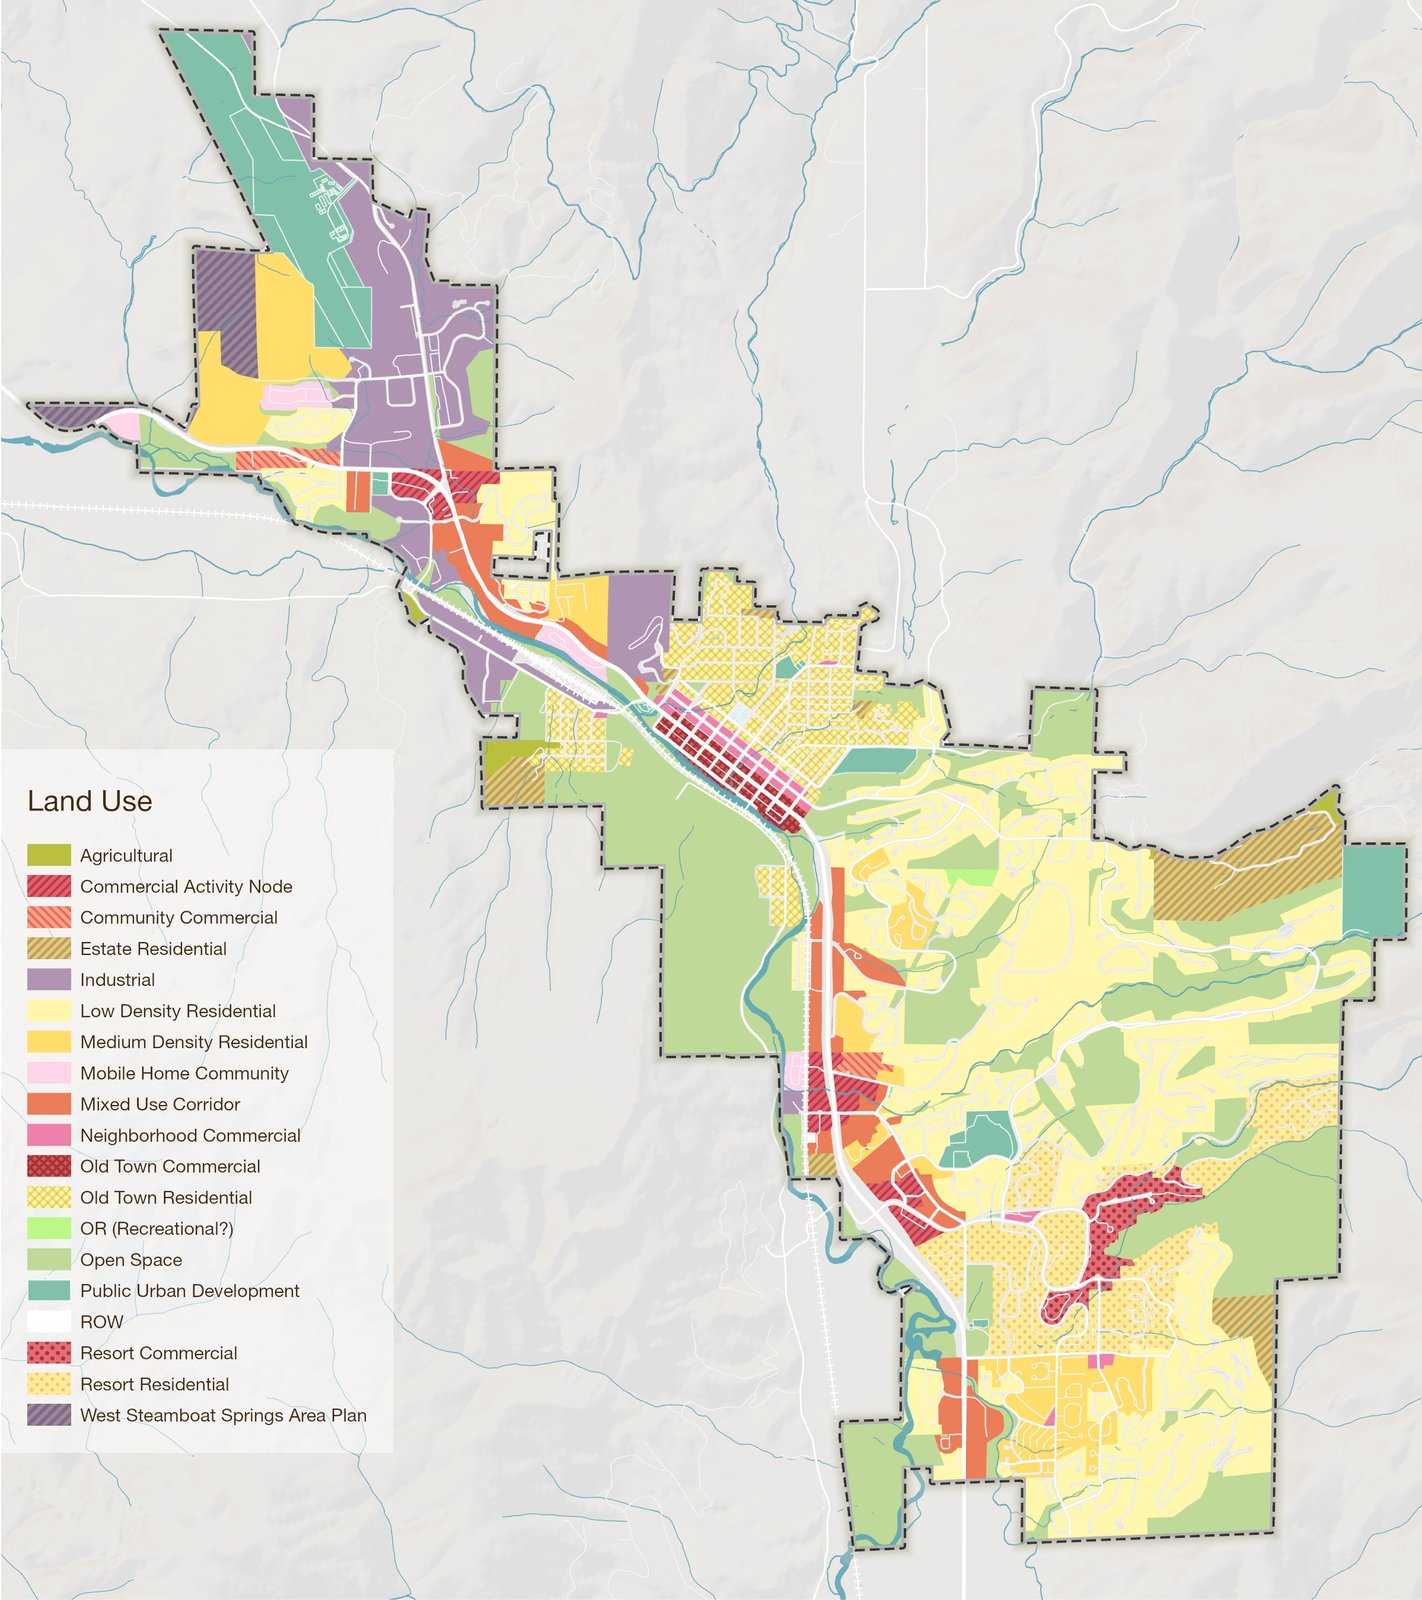 Land Use
Agricultural
Commercial Activity Node
Community Commercial
Estate Residential
Industrial
Low Density Residential
Medium Density Residential
Mobile Home Community
Mixed Use Corridor
Neighborhood Commercial
Old Town Commercial
Old Town Residential
OR (Recreational?)
Open Space
Public Urban Development
ROW
Resort Commercial
Resort Residential
West Steamboat Springs Area Plan